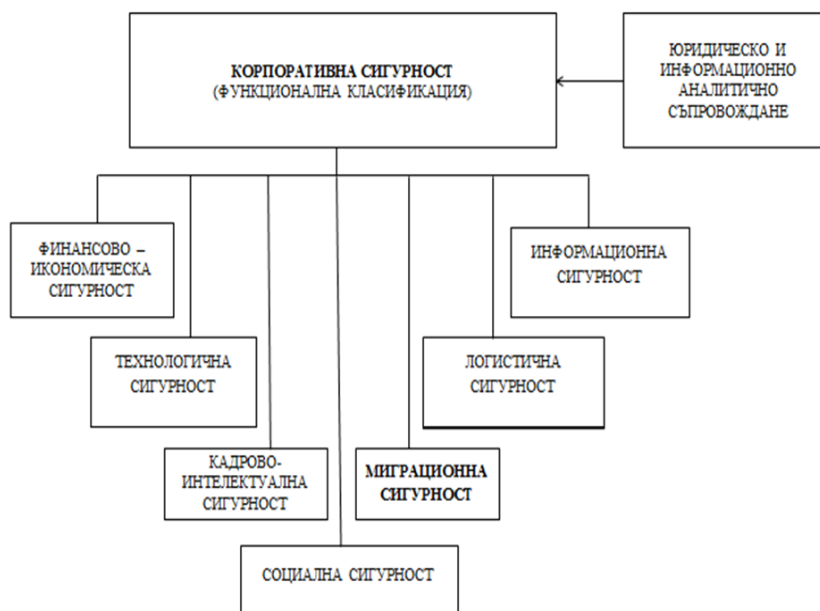 КОРПОРАТИВНА СИГУРНОСТ
(ФУНКЦИОНАЛНА КЛАСИФИКАЦИЯ)
ЮРИДИЧЕСКО И
ИНФОРМАЦИОННО
АНАЛИТИЧНО
СЪПРОВОЖДАНЕ
ФИНАНСОВО –
ИКОНОМИЧЕСКА
СИГУРНОСТ
ИНФОРМАЦИОННА
СИГУРНОСТ
ТЕХНОЛОГИЧНА
СИГУРНОСТ
ЛОГИСТИЧНА
СИГУРНОСТ
КАДРОВО-
ИНТЕЛЕКТУАЛНА
СИГУРНОСТ
МИГРАЦИОННА
СИГУРНОСТ
СОЦИАЛНА СИГУРНОСТ